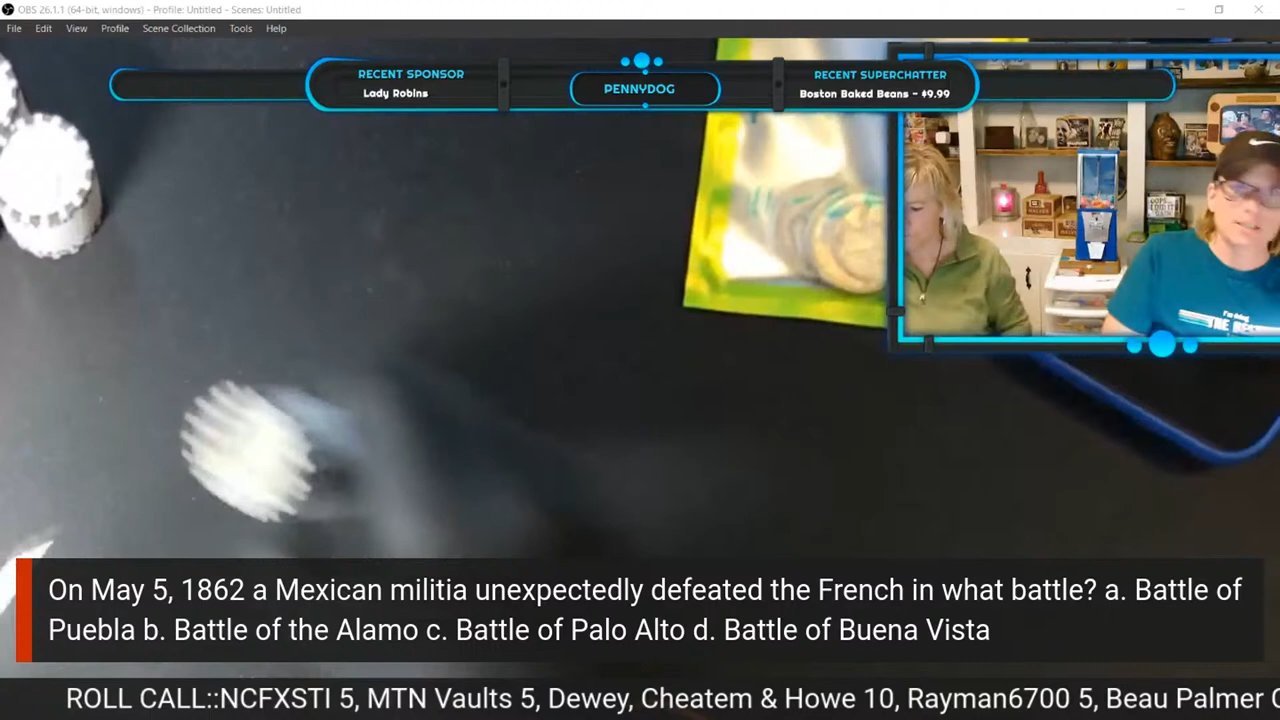 OBS 26.1.1 (64-bit, windows) - Profile: Untitled - Scenes: Untitled
File Edit View Profile Scene Collection Tools Help
RECENT SPONSOR
Lady Robins
PENNYDOG
RECENT SUPERCHATTER
Boston Baked Beans - $9.99
I'm doing
On May 5, 1862 a Mexican militia unexpectedly defeated the French in what battle? a. Battle of
Puebla b. Battle of the Alamo c. Battle of Palo Alto d. Battle of Buena Vista
ROLL CALL::NCFXSTI 5, MTN Vaults 5, Dewey, Cheatem & Howe 10, Rayman6700 5, Beau Palmer